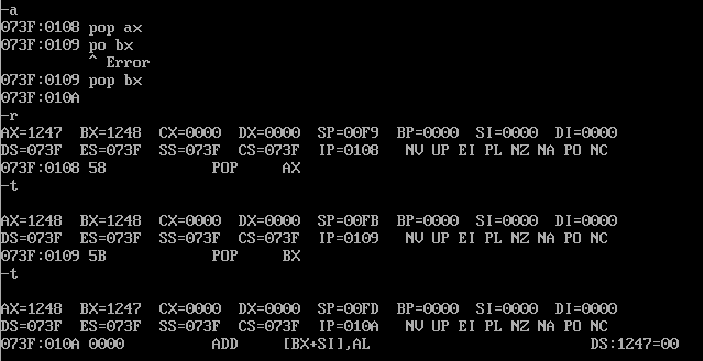 -a
073F:0108 pop ax
073F:0109 po bx
^ Error
073F:0109 pop bx
073F:010A
-r
AX=1247 BX=1248 CX=0000 DX=0000 SP=00F9 BP=0000 SI=0000 DI=0000
DS=073F ES=073F SS=073F CS=073F IP=0108 NV UP EI PL NZ NA PO NC
073F:0108 58 POP AX
-t
AX=1248 BX=1248 CX=0000 DX=0000 SP=00FB BP=0000 SI=0000 DI=0000
DS=073F ES=073F SS=073F CS=073F IP=0109 NV UP EI PL NZ NA PO NC
073F:0109 5B POP BX
-t
AX=1248 BX=1247 CX=0000 DX=0000 SP=00FD BP=0000 SI=0000 DI=0000
DS=073F ES=073F SS=073F CS=073F IP=010A NV UP EI PL NZ NA PO NC
073F:010A 0000 ADD [BX+SI],AL DS:1247=00